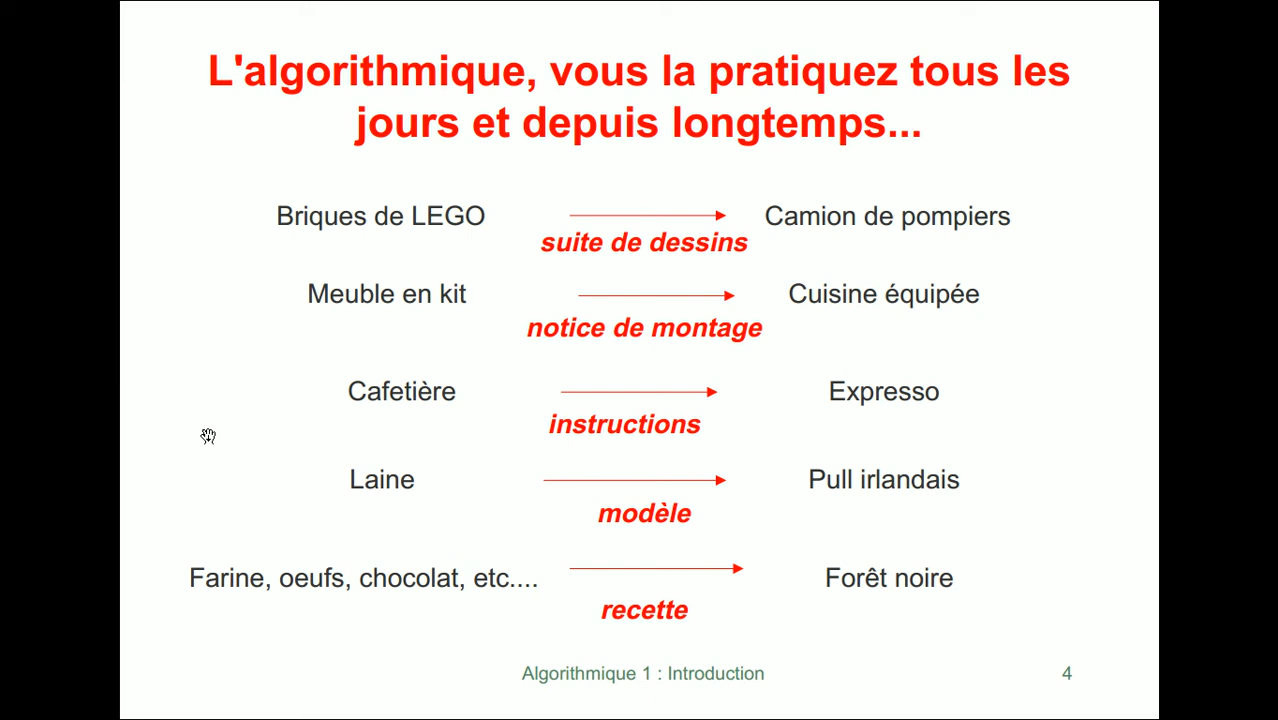 L'algorithmique, vous la pratiquez tous les
jours et depuis longtemps...
Briques de LEGO
Camion de pompiers
suite de dessins
Meuble en kit
Cuisine équipée
notice de montage
Cafetière
Expresso
instructions
Laine
Pull irlandais
modèle
Farine, oeufs, chocolat, etc....
Forêt noire
recette
Algorithmique 1 : Introduction
4